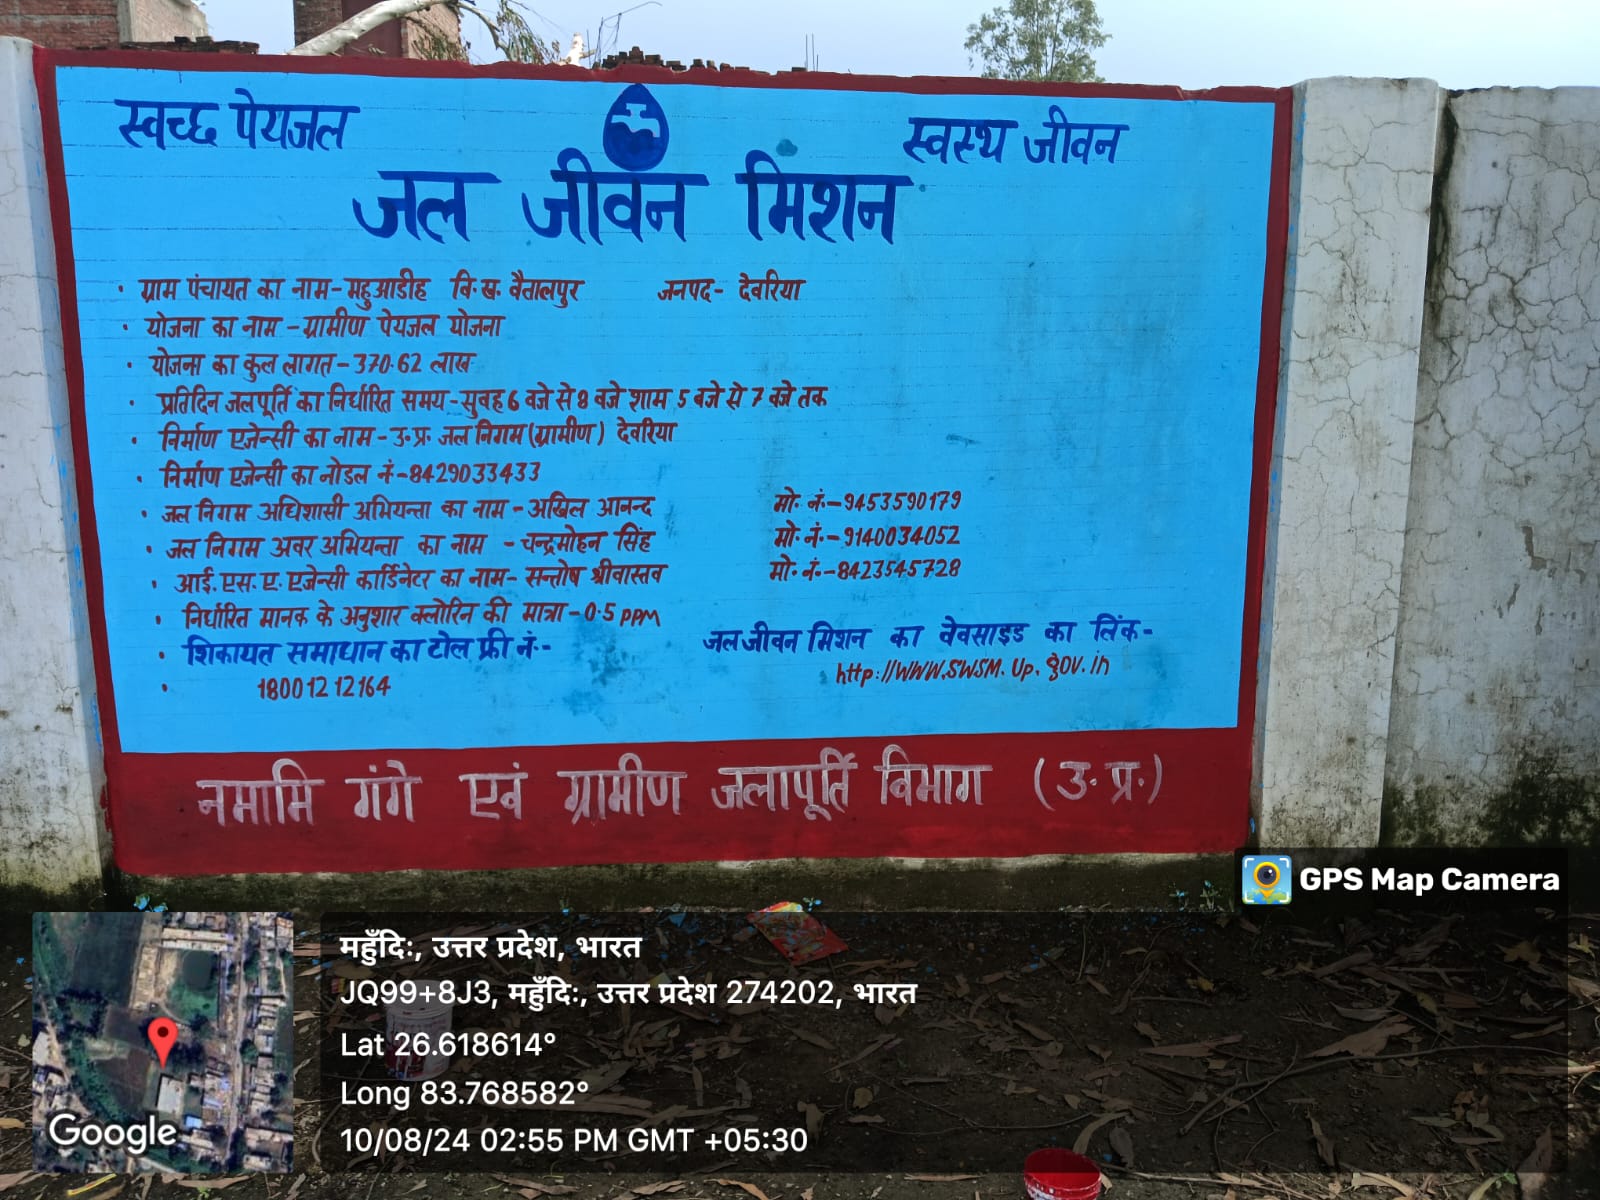 स्वच्छ पेयजल
स्वस्थ जीवन
जल जीवन मिशन
• ग्राम पंचायत का नाम - महुआडीह वि॰ख॰ वैतालपुर जनपद - देवरिया
• योजना का नाम - ग्रामीण पेयजल योजना
• योजना का कुल लागत - 370.62 लाख
• प्रतिदिन जलपूर्ति का निर्धारित समय - सुवह 6 बजे से 8 बजे शाम 5 बजे से 7 बजे तक
• निर्माण एजेन्सी का नाम - उ॰प्र॰ जल निगम (ग्रामीण) देवरिया
• निर्माण एजेन्सी का नोडल नं - 8429033433
• जल निगम अधिशासी अभियन्ता का नाम - अखिल आनन्द मो॰ नं॰ - 9453590179
• जल निगम अवर अभियन्ता का नाम - चन्द्रमोहन सिंह मो॰ नं॰ - 9140034052
• आई.एस.ए. एजेन्सी कार्डिनेटर का नाम - सन्तोष श्रीवास्तव मो॰ नं॰ - 8423545728
• निर्धारित मानक के अनुशार क्लोरिन की मात्रा - 0.5 PPM
• शिकायत समाधान का टोल फ्री नं॰ -
• 18001212164
जल जीवन मिशन का वेवसाइड का लिंक -
http://WWW.SWSM.Up.gov.in
नमामि गंगे एवं ग्रामीण जलापूर्ति विभाग (उ॰ प्र॰)
GPS Map Camera
महुँदिः, उत्तर प्रदेश, भारत
JQ99+8J3, महुँदिः, उत्तर प्रदेश 274202, भारत
Lat 26.618614°
Long 83.768582°
10/08/24 02:55 PM GMT +05:30
Google